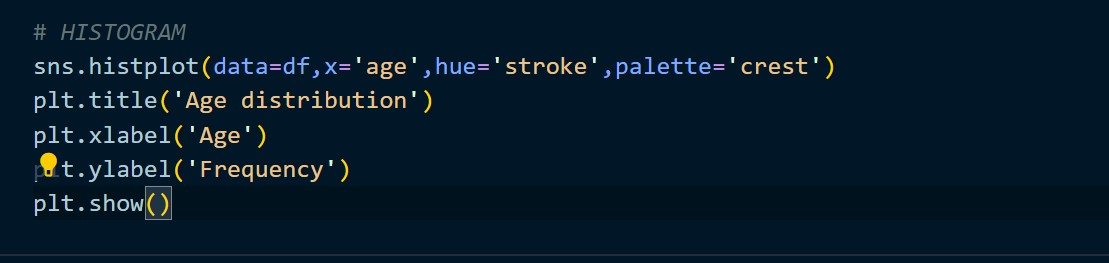 # HISTOGRAM
sns.histplot(data=df,x='age',hue='stroke',palette='crest')
plt.title('Age distribution')
plt.xlabel('Age')
plt.ylabel('Frequency')
plt.show()